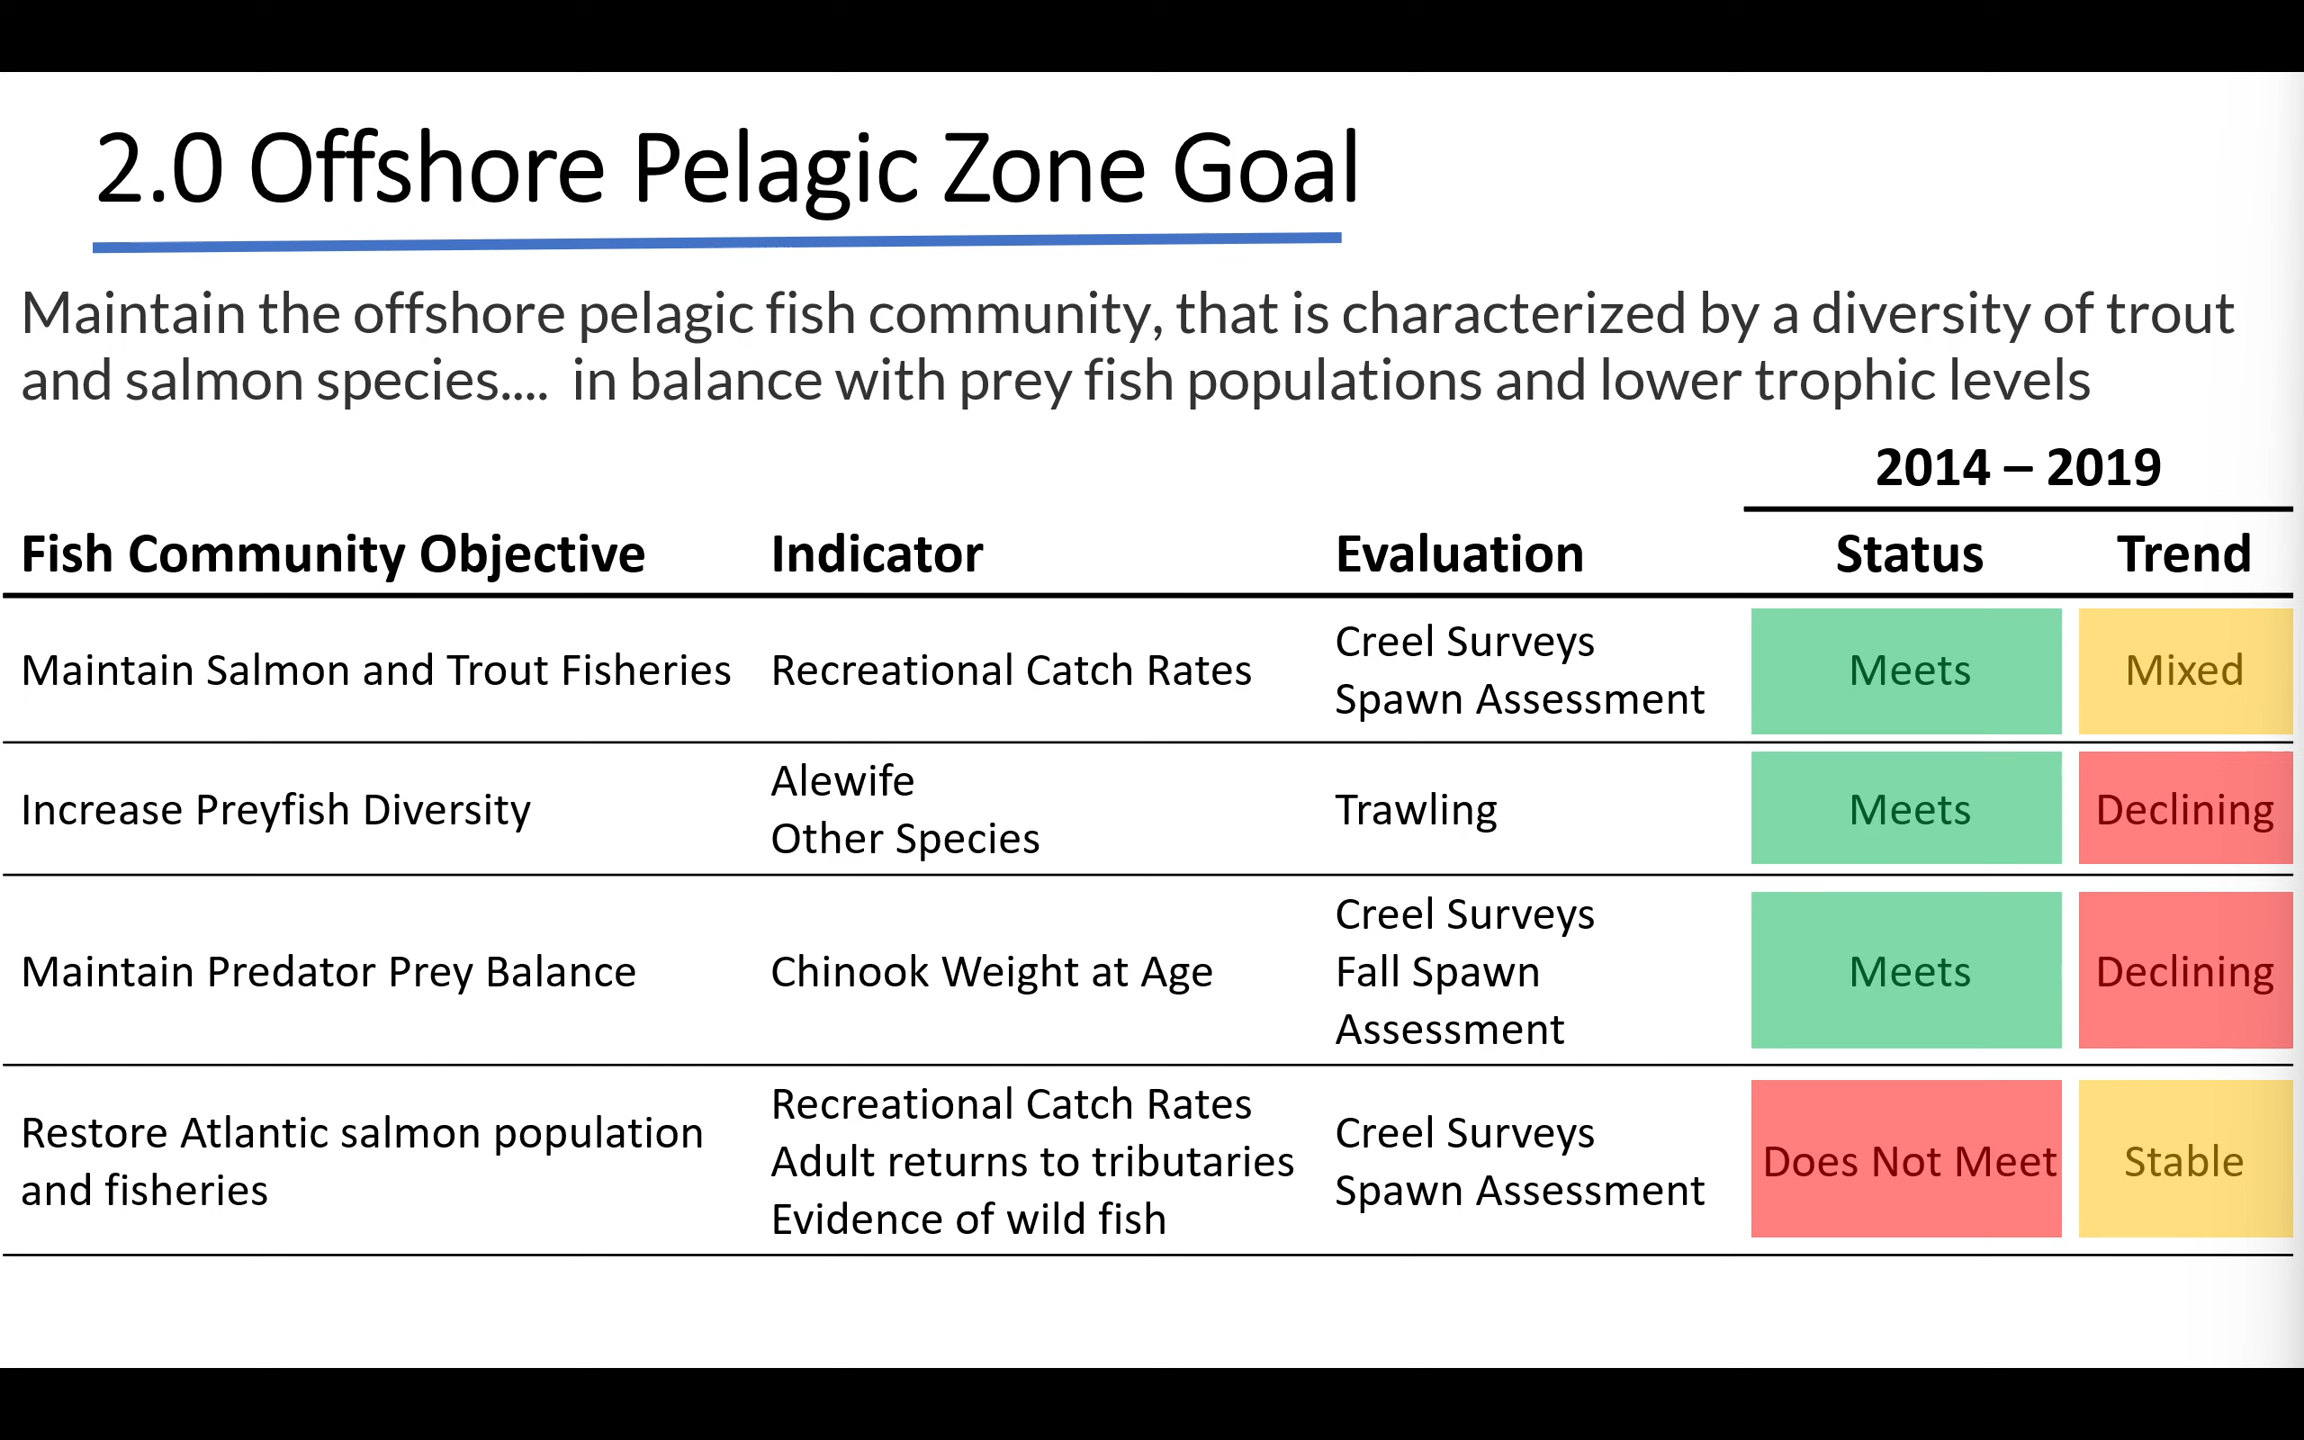 2.0 Offshore Pelagic Zone Goal
Maintain the offshore pelagic fish community, that is characterized by a diversity of trout
and salmon species.... in balance with prey fish populations and lower trophic levels
2014 – 2019
Fish Community Objective Indicator Evaluation Status Trend
Maintain Salmon and Trout Fisheries Recreational Catch Rates Creel Surveys
Spawn Assessment Meets Mixed
Increase Preyfish Diversity Alewife
Other Species Trawling Meets Declining
Maintain Predator Prey Balance Chinook Weight at Age Creel Surveys
Fall Spawn
Assessment Meets Declining
Restore Atlantic salmon population
and fisheries Recreational Catch Rates
Adult returns to tributaries
Evidence of wild fish Creel Surveys
Spawn Assessment Does Not Meet Stable